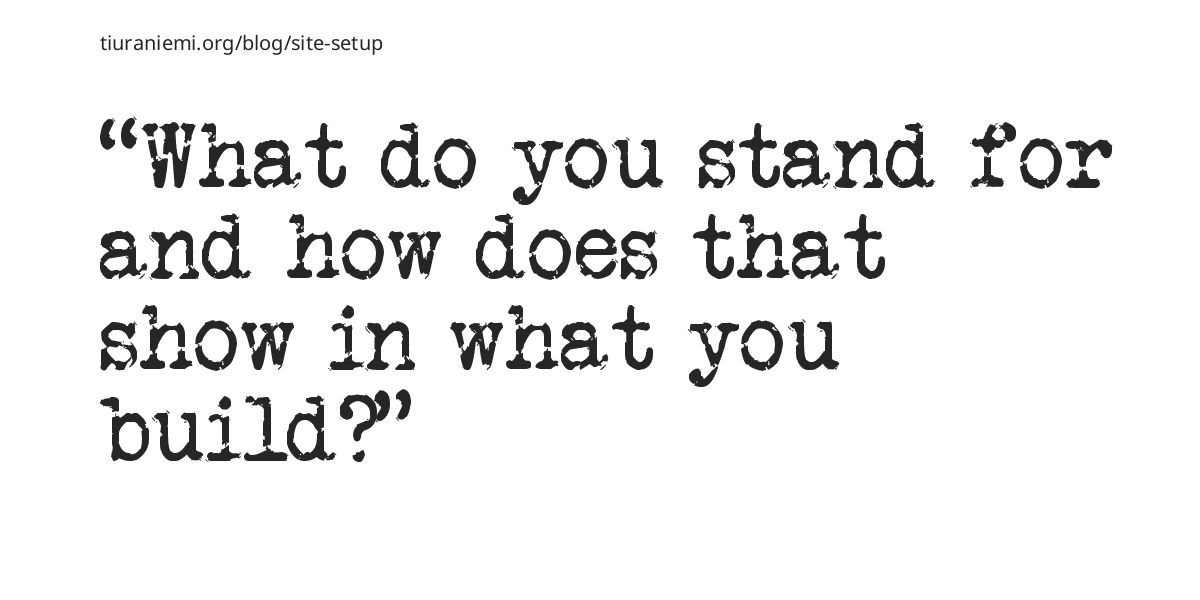 tiuraniemi.org/blog/site-setup
“What do you stand for
and how does that
show in what you
build?”